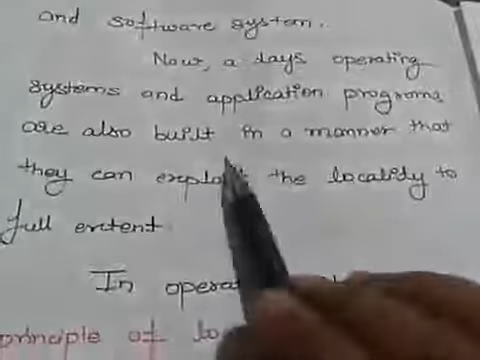 and software system.
Now, a days operating
systems and application programs
are also built in a manner that
they can exploit the locality to
full extent.
In opera
principle of lo